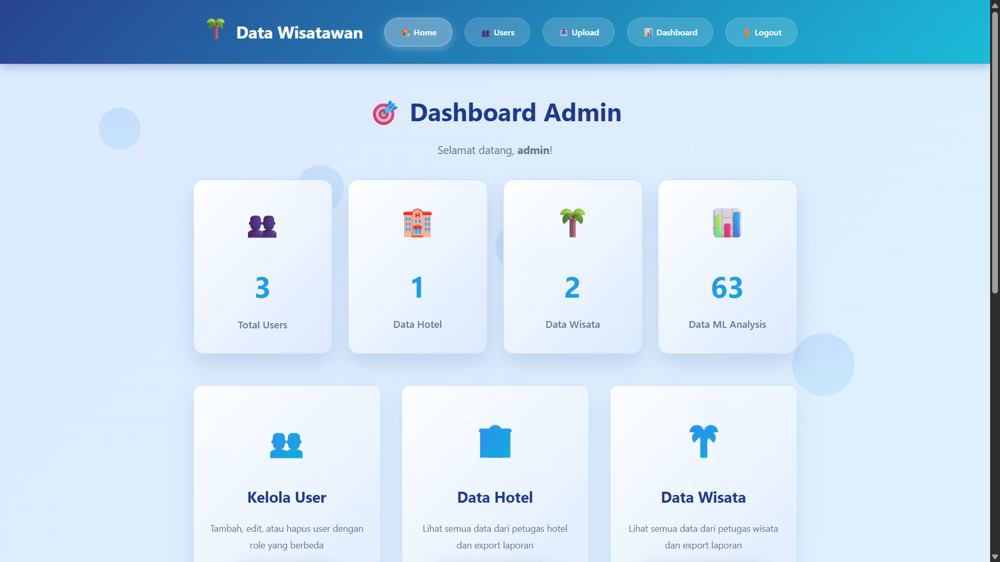 Data Wisatawan
Home
Users
Upload
Dashboard
Logout
Dashboard Admin
Selamat datang, admin!
H
3
Total Users
1
Data Hotel
2
Data Wisata
63
Data ML Analysis
Kelola User
Tambah, edit, atau hapus user dengan
role yang berbeda
Data Hotel
Lihat semua data dari petugas hotel
dan export laporan
Data Wisata
Lihat semua data dari petugas wisata
dan export laporan